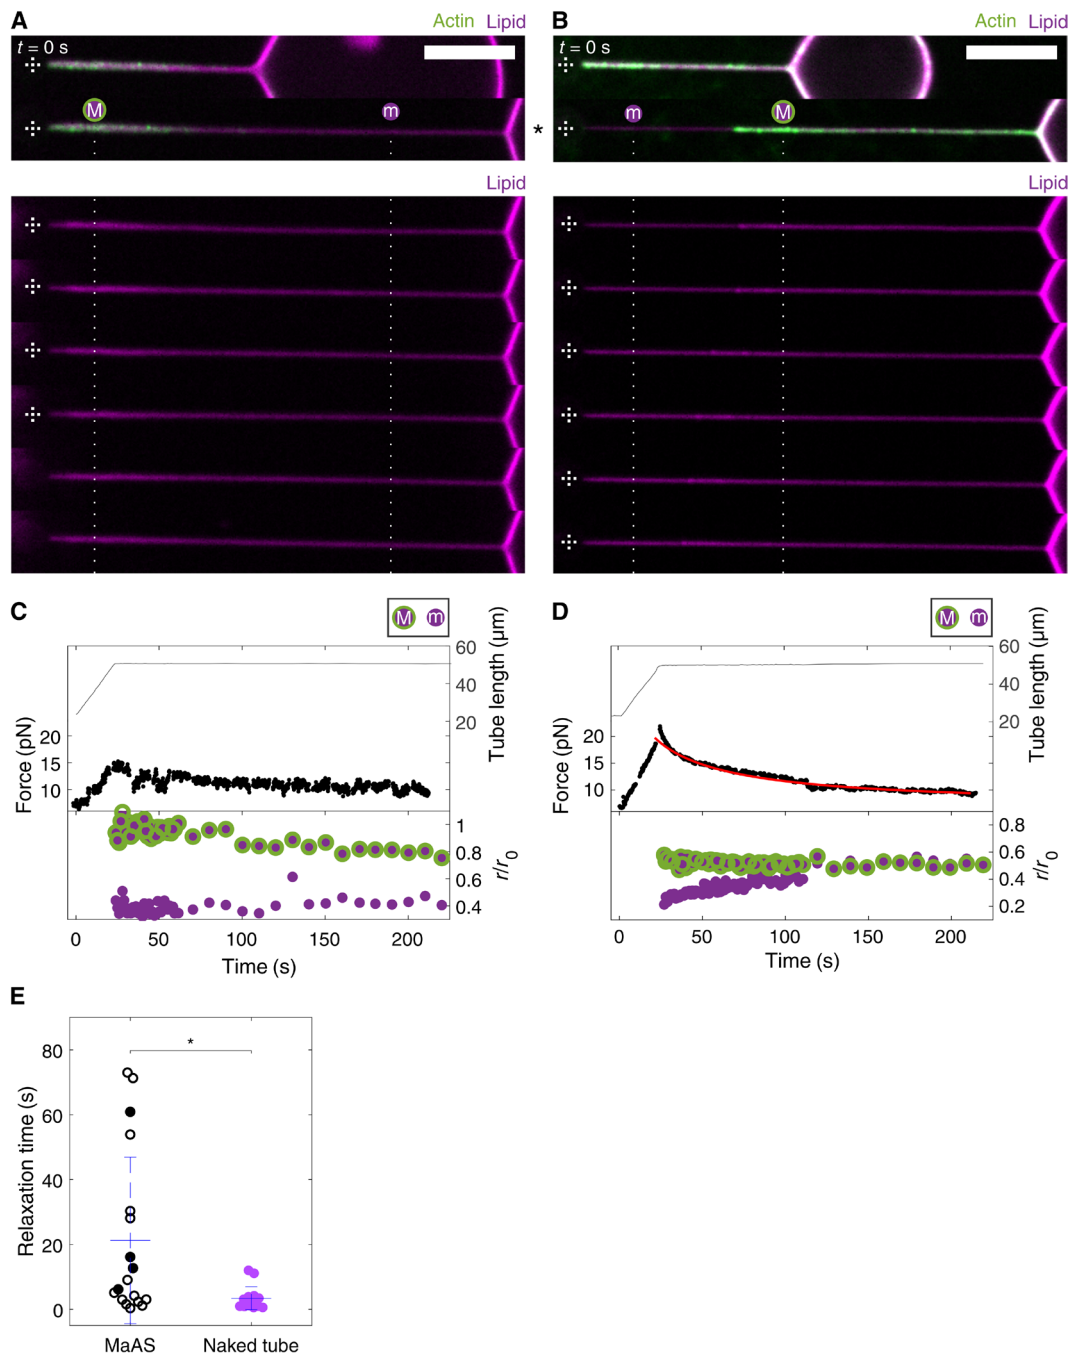 A
Actin Lipid
t = 0 s
M
m
Lipid
B
Actin Lipid
t = 0 s
m
M
*
Lipid
C
M m
Force (pN)
20
15
10
60
40
20
Tube length (µm)
1
0.8
0.6
0.4
r/r0
0 50 100 150 200
Time (s)
D
M m
Force (pN)
20
15
10
60
40
20
Tube length (µm)
0.8
0.6
0.4
0.2
r/r0
0 50 100 150 200
Time (s)
E
Relaxation time (s)
80
60
40
20
0
*
MaAS Naked tube